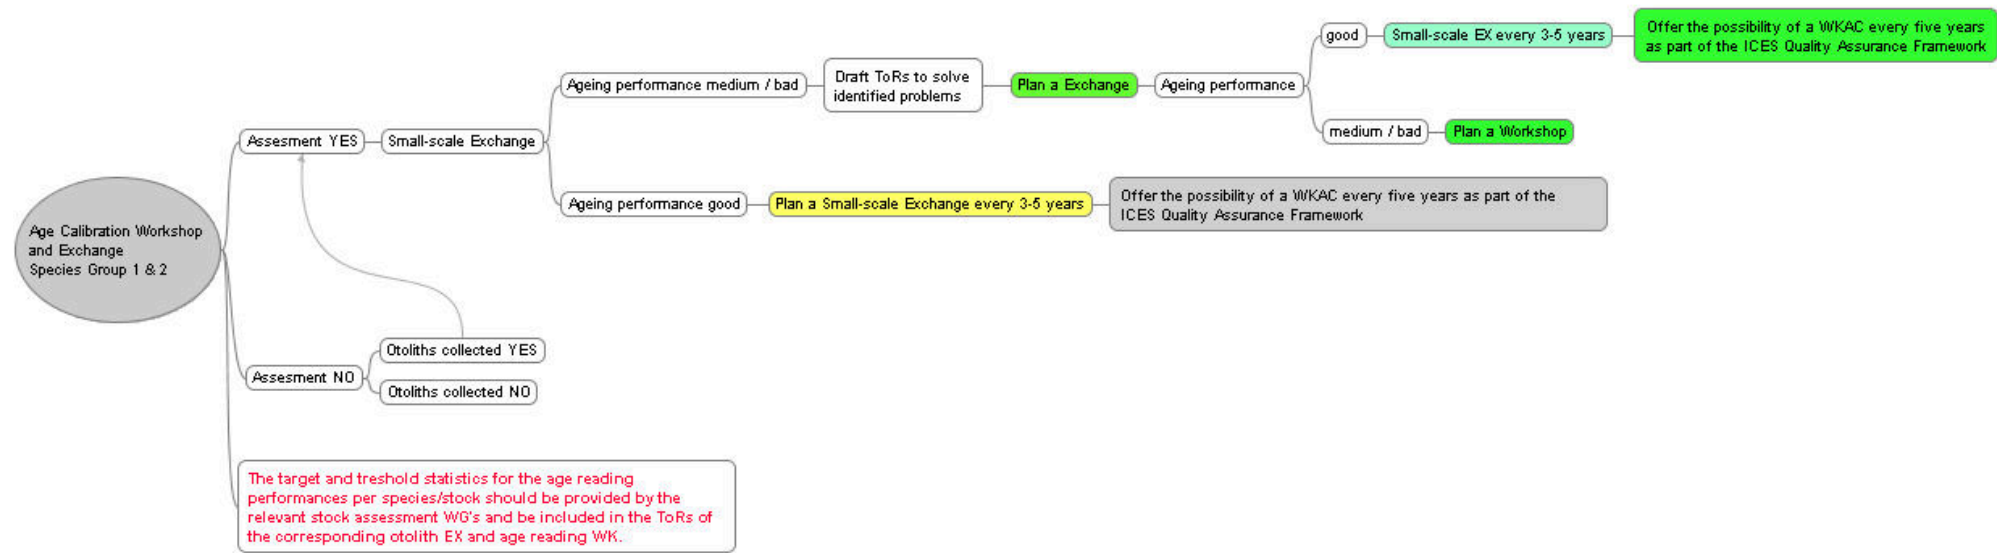 Age Calibration Workshop
and Exchange
Species Group 1 & 2
Assesment YES
Small-scale Exchange
Ageing performance medium / bad
Draft ToRs to solve
identified problems
Plan a Exchange
Ageing performance
good
Small-scale EX every 3-5 years
Offer the possibility of a WKAC every five years
as part of the ICES Quality Assurance Framework
medium / bad
Plan a Workshop
Ageing performance good
Plan a Small-scale Exchange every 3-5 years
Offer the possibility of a WKAC every five years as part of the
ICES Quality Assurance Framework
Assesment NO
Otoliths collected YES
Otoliths collected NO
The target and treshold statistics for the age reading
performances per species/stock should be provided by the
relevant stock assessment WG's and be included in the ToRs of
the corresponding otolith EX and age reading WK.